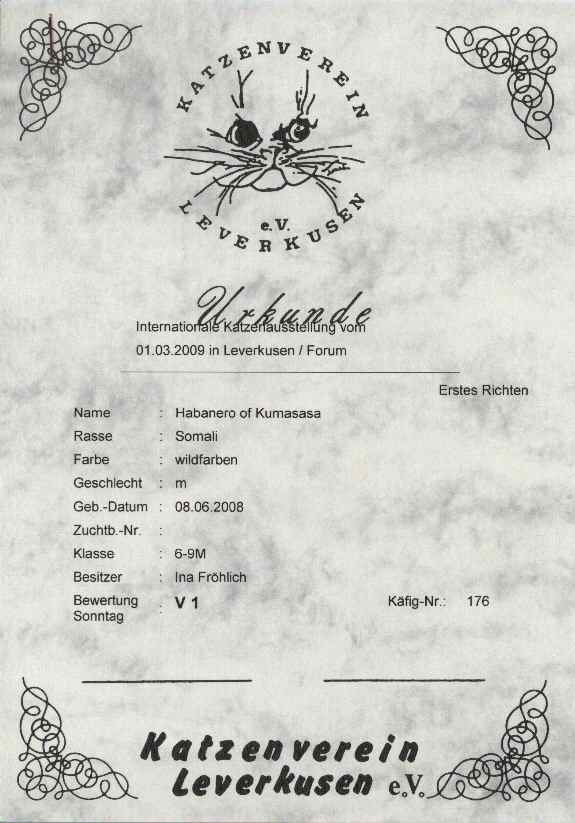 KATZENVEREIN
e.V.
LEVERKUSEN
Urkunde
Internationale Katzenausstellung vom
01.03.2009 in Leverkusen / Forum
Erstes Richten
Name : Habanero of Kumasasa
Rasse : Somali
Farbe : wildfarben
Geschlecht : m
Geb.-Datum : 08.06.2008
Zuchtb.-Nr. :
Klasse : 6-9M
Besitzer : Ina Fröhlich
Bewertung : V 1 Käfig-Nr.: 176
Sonntag :
Katzenverein
Leverkusen e.V.